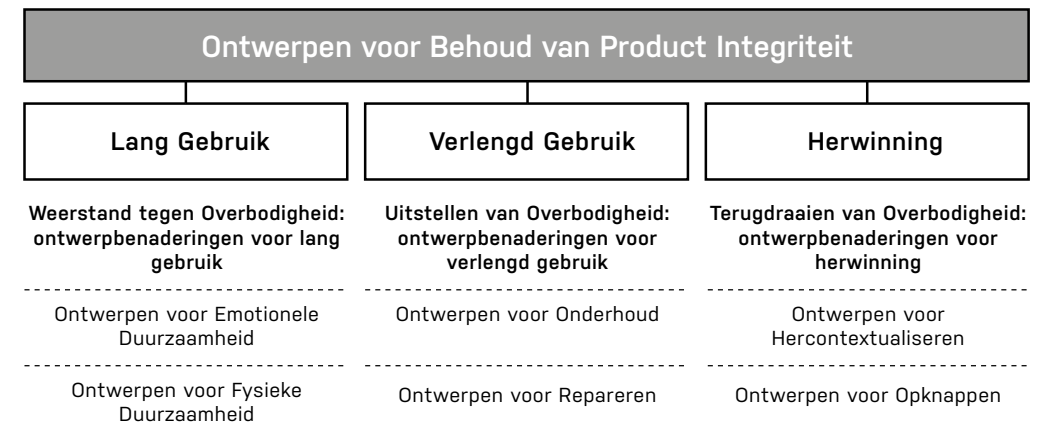 Ontwerpen voor Behoud van Product Integriteit
Lang Gebruik
Verlengd Gebruik
Herwinning
Weerstand tegen Overbodigheid:
ontwerpbenaderingen voor lang
gebruik
Uitstellen van Overbodigheid:
ontwerpbenaderingen voor
verlengd gebruik
Terugdraaien van Overbodigheid:
ontwerpbenaderingen voor
herwinning
Ontwerpen voor Emotionele
Duurzaamheid
Ontwerpen voor Onderhoud
Ontwerpen voor
Hercontextualiseren
Ontwerpen voor Fysieke
Duurzaamheid
Ontwerpen voor Repareren
Ontwerpen voor Opknappen